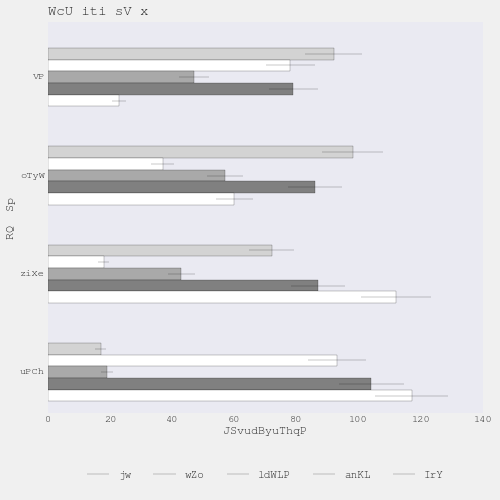 WcU iti sV x
VP
oTyW
RQ Sp
ziXe
uPCh
0 20 40 60 80 100 120 140
JSvudByuThqP
jw wZo ldWLP anKL IrY